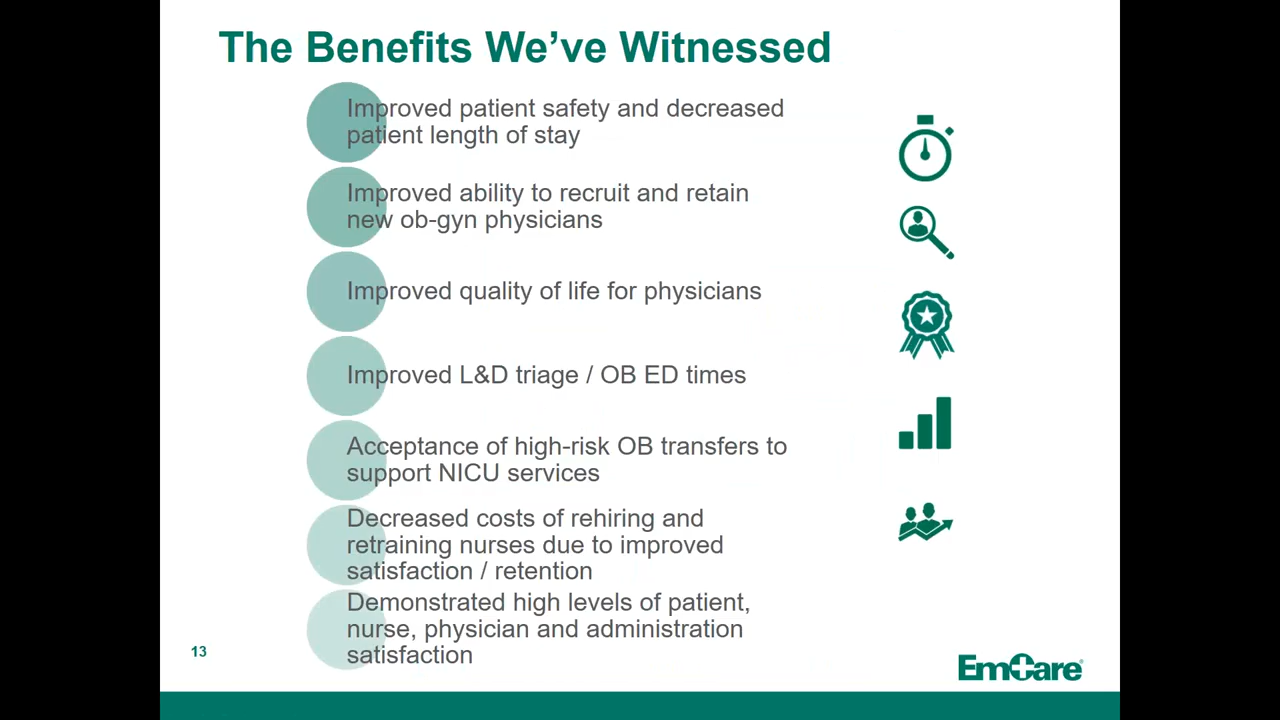 The Benefits We’ve Witnessed
Improved patient safety and decreased
patient length of stay
Improved ability to recruit and retain
new ob-gyn physicians
Improved quality of life for physicians
Improved L&D triage / OB ED times
Acceptance of high-risk OB transfers to
support NICU services
Decreased costs of rehiring and
retraining nurses due to improved
satisfaction / retention
Demonstrated high levels of patient,
nurse, physician and administration
satisfaction
13
EmCare®